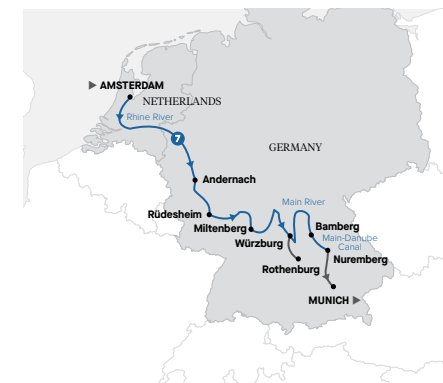 ▶ AMSTERDAM
NETHERLANDS
Rhine River
7
GERMANY
Andernach
Main River
Rüdesheim
Miltenberg
Bamberg
Main-Danube
Canal
Würzburg
Nuremberg
Rothenburg
MUNICH ▶